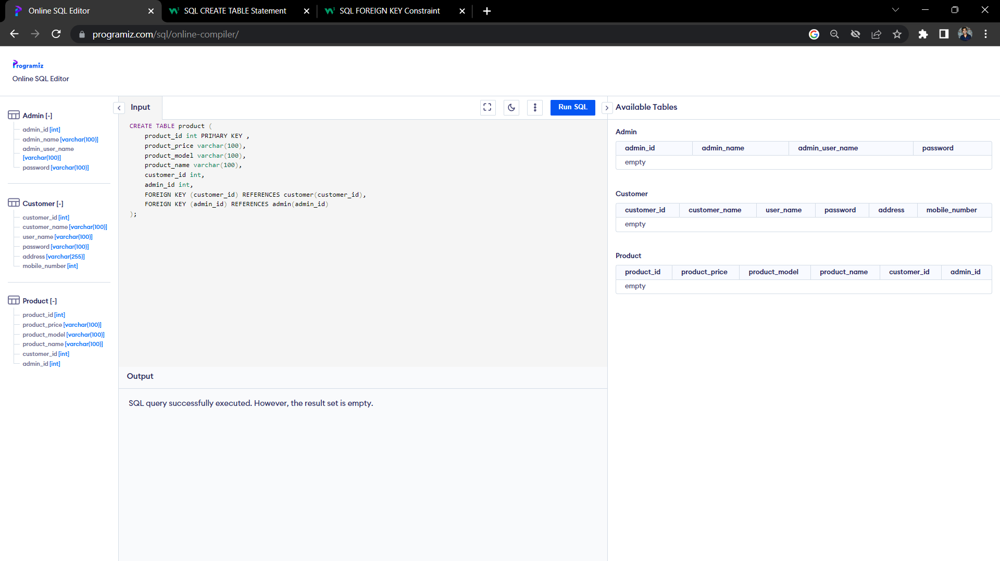 Online SQL Editor
SQL CREATE TABLE Statement
SQL FOREIGN KEY Constraint
programiz.com/sql/online-compiler/
Programiz
Online SQL Editor
Admin [-]
admin_id [int]
admin_name [varchar(100)]
admin_user_name
[varchar(100)]
password [varchar(100)]
Customer [-]
customer_id [int]
customer_name [varchar(100)]
user_name [varchar(100)]
password [varchar(100)]
address [varchar(255)]
mobile_number [int]
Product [-]
product_id [int]
product_price [varchar(100)]
product_model [varchar(100)]
product_name [varchar(100)]
customer_id [int]
admin_id [int]
Input
Run SQL
CREATE TABLE product (
product_id int PRIMARY KEY ,
product_price varchar(100),
product_model varchar(100),
product_name varchar(100),
customer_id int,
admin_id int,
FOREIGN KEY (customer_id) REFERENCES customer(customer_id),
FOREIGN KEY (admin_id) REFERENCES admin(admin_id)
);
Output
SQL query successfully executed. However, the result set is empty.
Available Tables
Admin
admin_id admin_name admin_user_name password
empty
Customer
customer_id customer_name user_name password address mobile_number
empty
Product
product_id product_price product_model product_name customer_id admin_id
empty